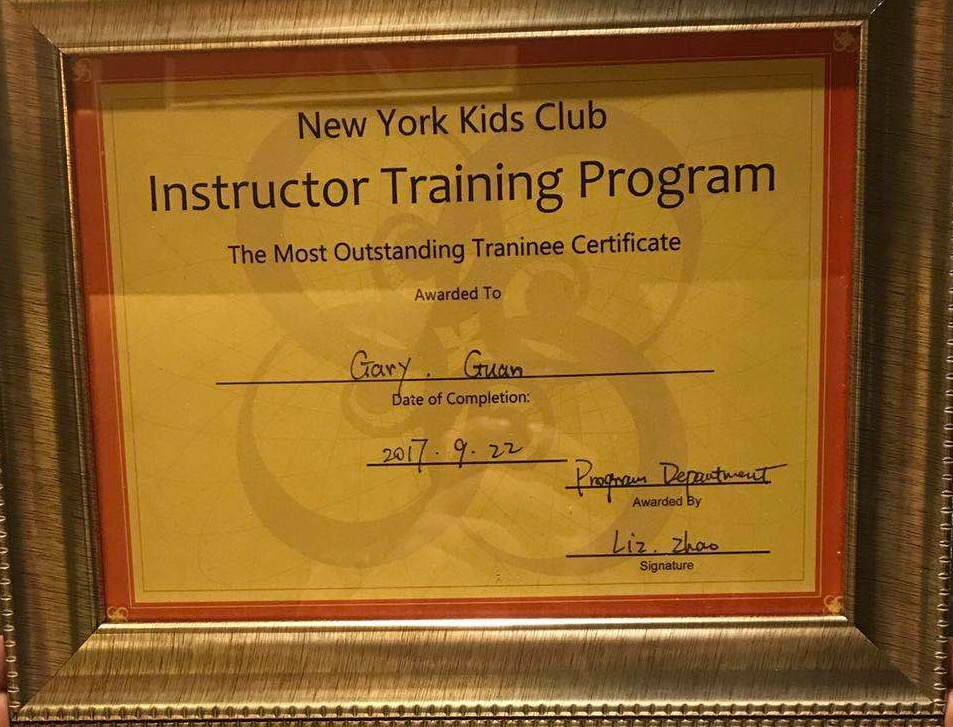 New York Kids Club
Instructor Training Program
The Most Outstanding Traninee Certificate
Awarded To
Gary. Guan
Date of Completion:
2017.9.22
Program Department
Awarded By
Liz. Zhao
Signature